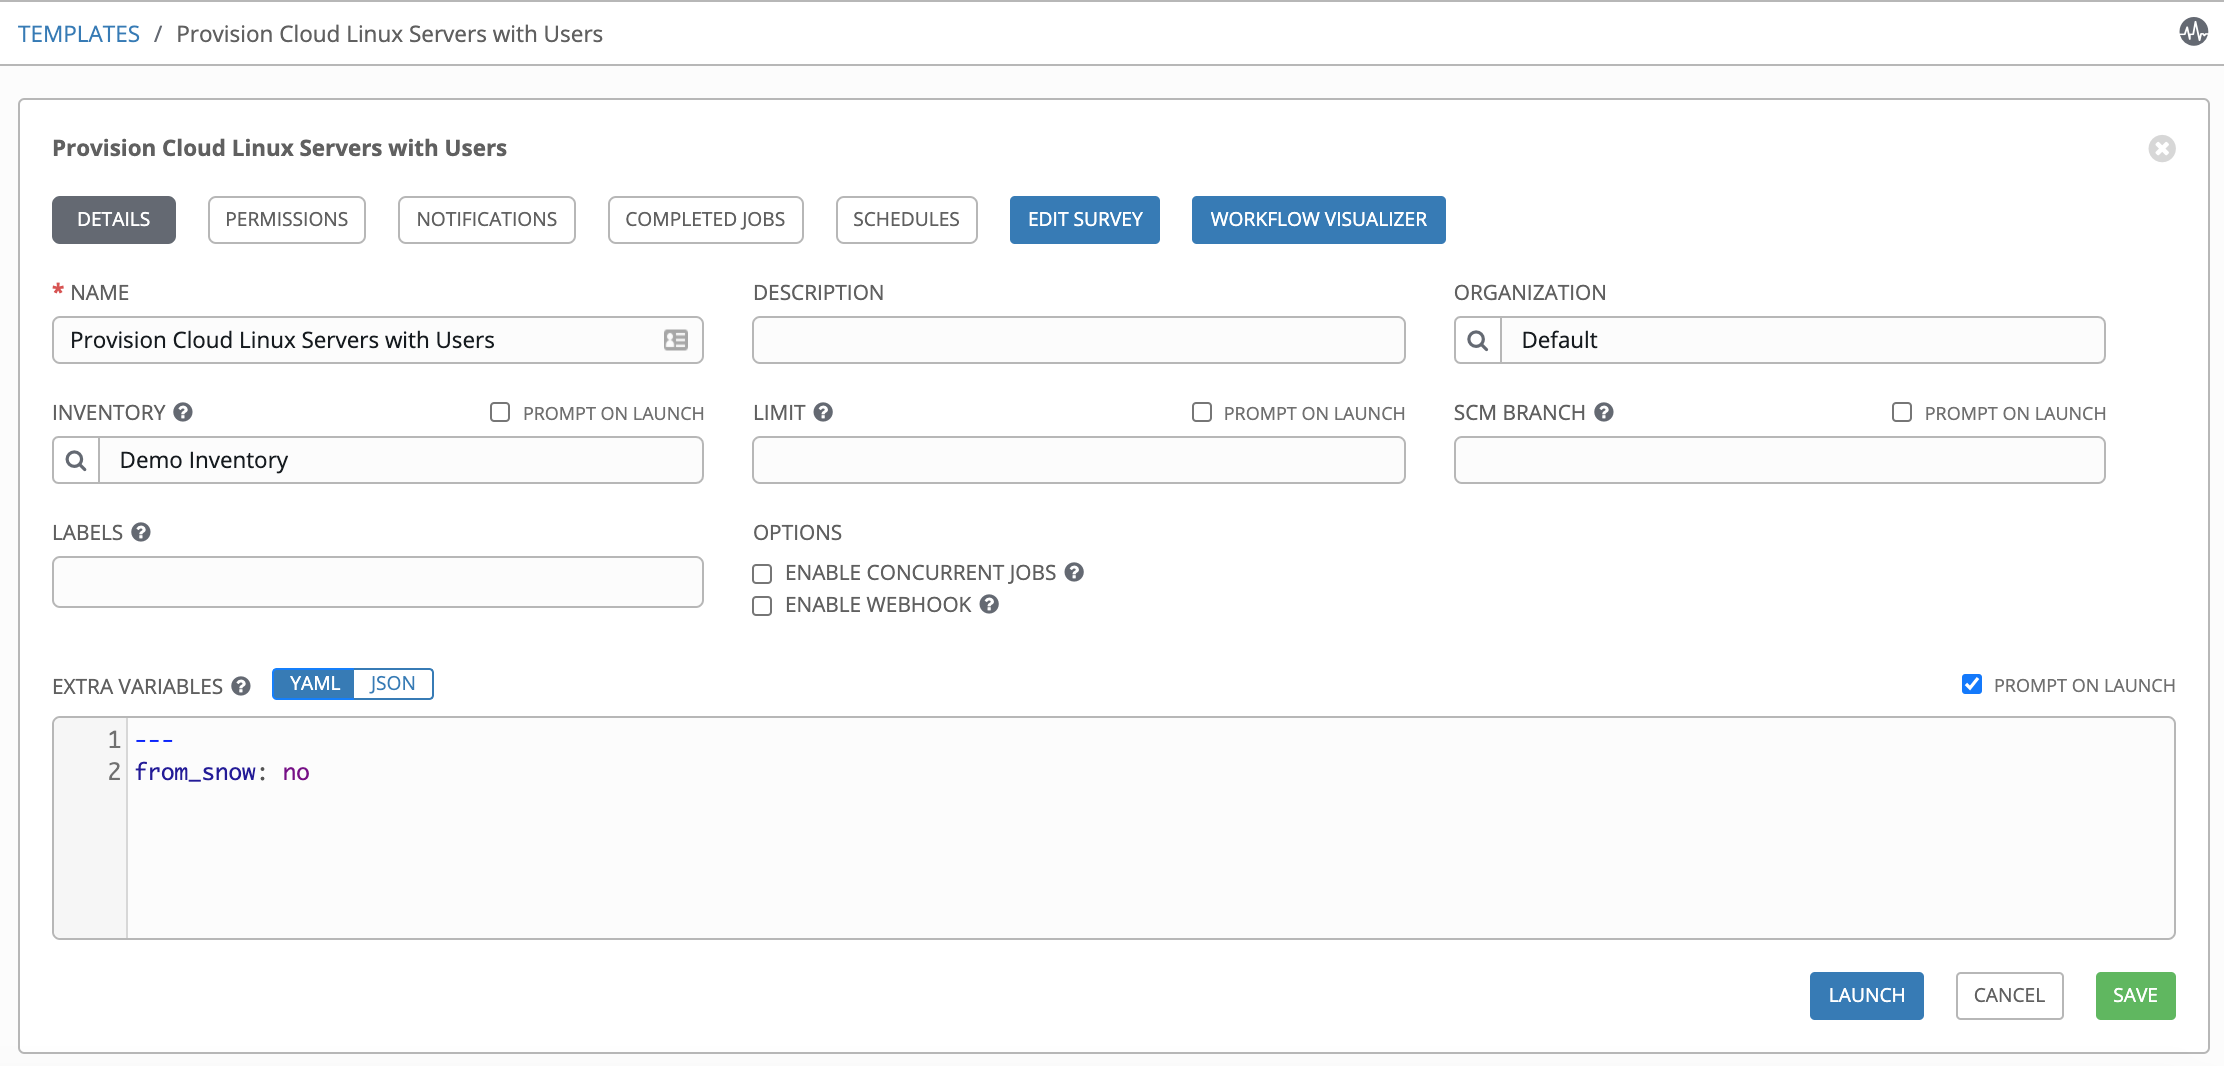 TEMPLATES / Provision Cloud Linux Servers with Users
Provision Cloud Linux Servers with Users
DETAILS PERMISSIONS NOTIFICATIONS COMPLETED JOBS SCHEDULES EDIT SURVEY WORKFLOW VISUALIZER
* NAME DESCRIPTION ORGANIZATION
Provision Cloud Linux Servers with Users Default
INVENTORY ? PROMPT ON LAUNCH LIMIT ? PROMPT ON LAUNCH SCM BRANCH ? PROMPT ON LAUNCH
Demo Inventory
LABELS ? OPTIONS
ENABLE CONCURRENT JOBS ?
ENABLE WEBHOOK ?
EXTRA VARIABLES ? YAML JSON PROMPT ON LAUNCH
1 ---
2 from_snow: no
LAUNCH CANCEL SAVE